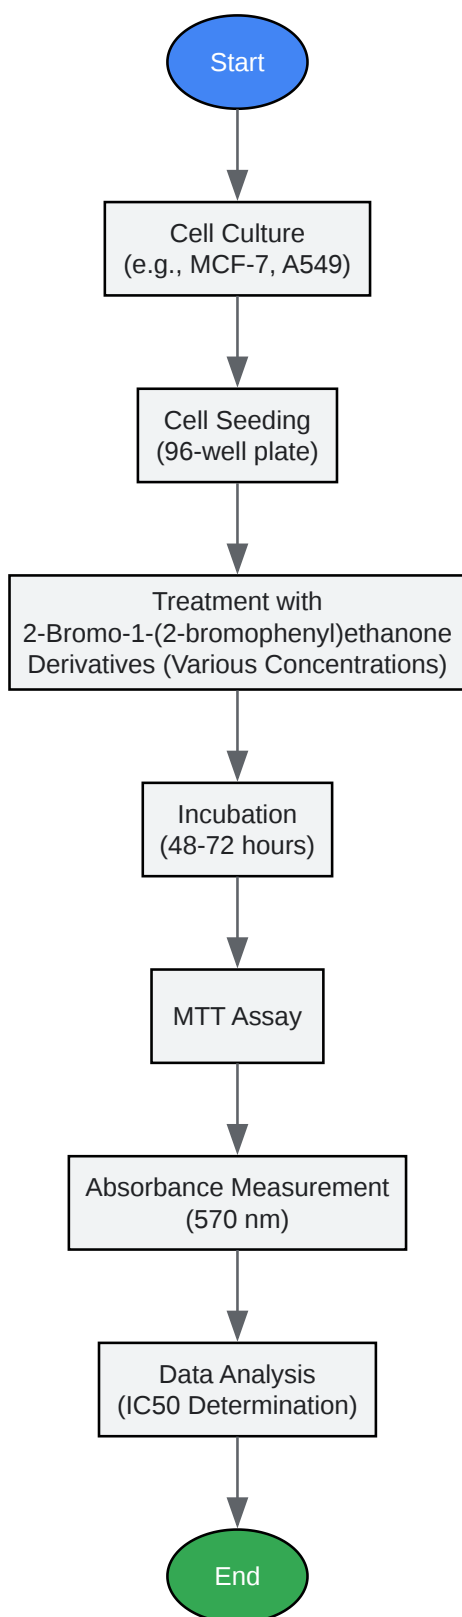 Start
Cell Culture
(e.g., MCF-7, A549)
Cell Seeding
(96-well plate)
Treatment with
2-Bromo-1-(2-bromophenyl)ethanone
Derivatives (Various Concentrations)
Incubation
(48-72 hours)
MTT Assay
Absorbance Measurement
(570 nm)
Data Analysis
(IC50 Determination)
End